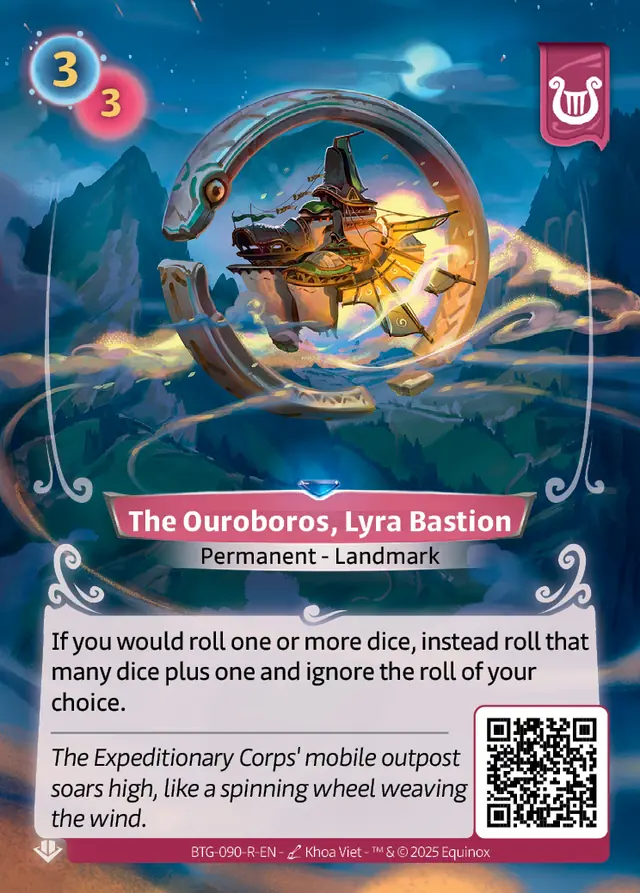 3
3
The Ouroboros, Lyra Bastion
Permanent - Landmark
If you would roll one or more dice, instead roll that
many dice plus one and ignore the roll of your
choice.
The Expeditionary Corps' mobile outpost
soars high, like a spinning wheel weaving
the wind.
BTG-090-R-EN - Khoa Viet - ™ & © 2025 Equinox